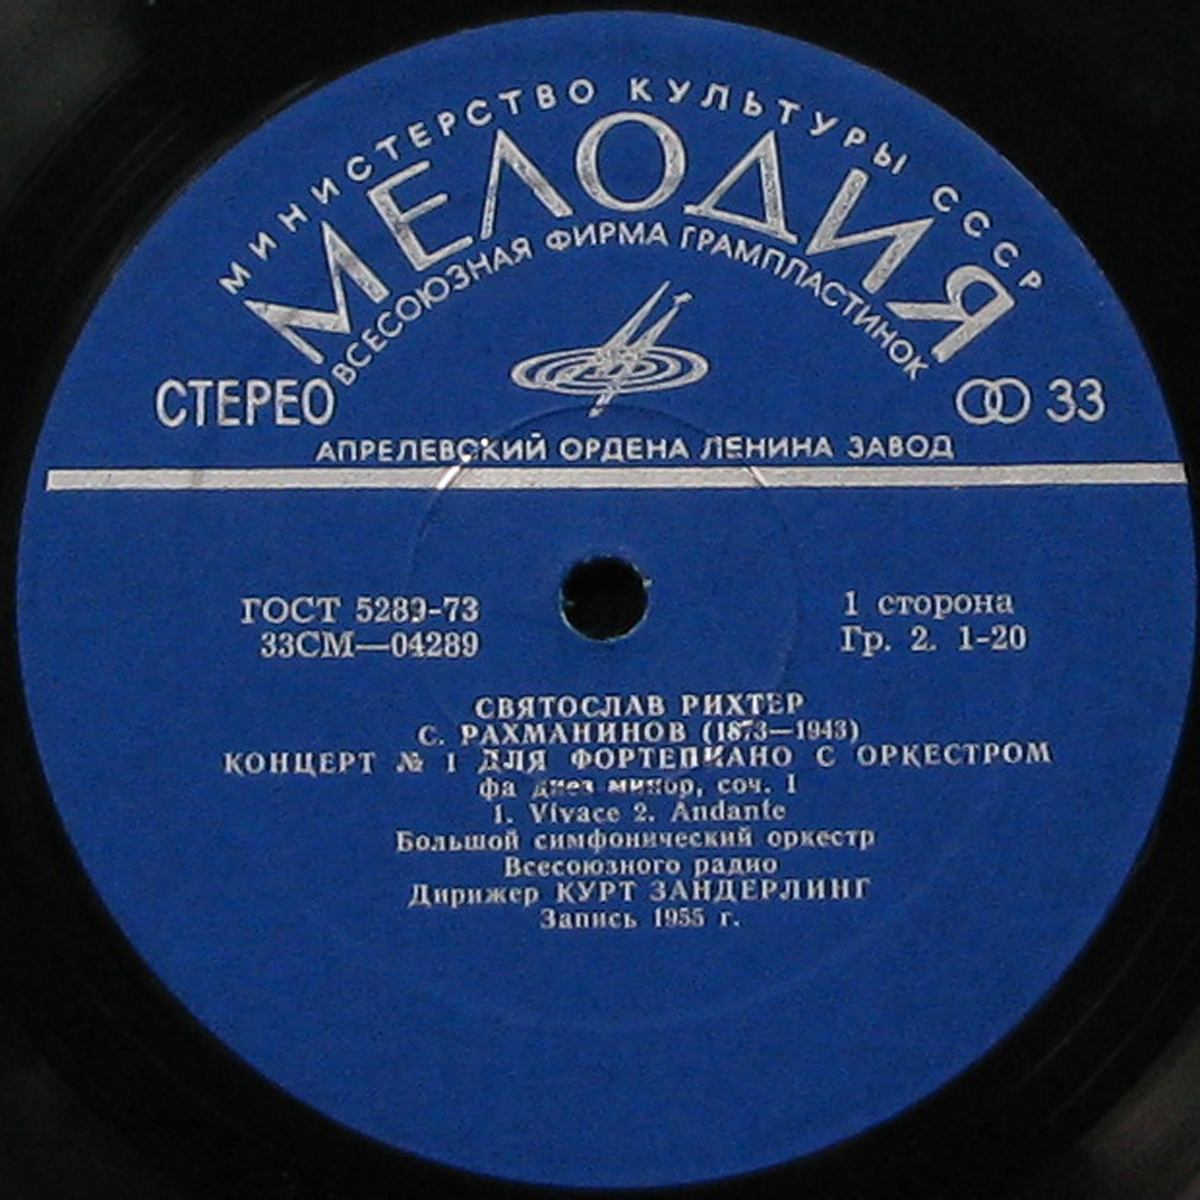 МИНИСТЕРСТВО КУЛЬТУРЫ СССР
МЕЛОДИЯ
ВСЕСОЮЗНАЯ ФИРМА ГРАМПЛАСТИНОК
СТЕРЕО
33
АПРЕЛЕВСКИЙ ОРДЕНА ЛЕНИНА ЗАВОД
ГОСТ 5289-73
33СМ—04289
1 сторона
Гр. 2. 1-20
СВЯТОСЛАВ РИХТЕР
С. РАХМАНИНОВ (1873—1943)
КОНЦЕРТ № 1 ДЛЯ ФОРТЕПИАНО С ОРКЕСТРОМ
фа диез минор, соч. 1
1. Vivace 2. Andante
Большой симфонический оркестр
Всесоюзного радио
Дирижер КУРТ ЗАНДЕРЛИНГ
Запись 1955 г.